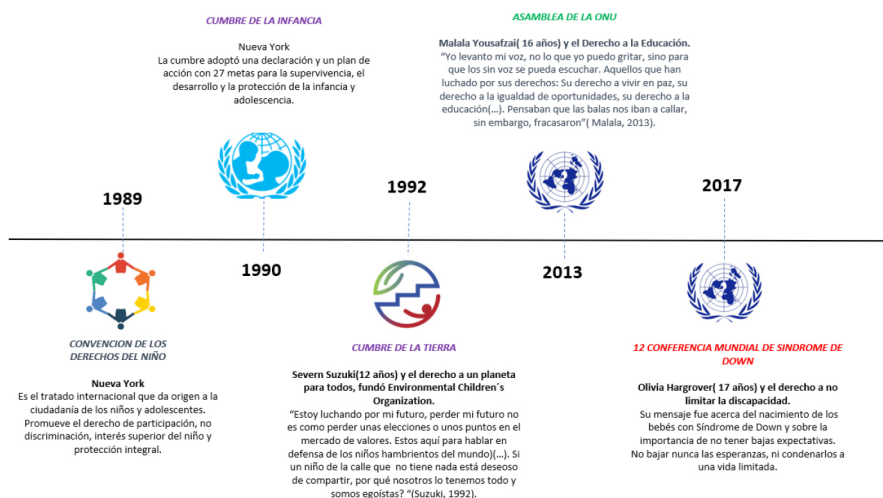 CUMBRE DE LA INFANCIA
Nueva York
La cumbre adoptó una declaración y un plan de
acción con 27 metas para la supervivencia, el
desarrollo y la protección de la infancia y
adolescencia.
ASAMBLEA DE LA ONU
Malala Yousafzai( 16 años) y el Derecho a la Educación.
“Yo levanto mi voz, no lo que yo puedo gritar, sino para
que los sin voz se pueda escuchar. Aquellos que han
luchado por sus derechos: Su derecho a vivir en paz, su
derecho a la igualdad de oportunidades, su derecho a la
educación(…). Pensaban que las balas nos iban a callar,
sin embargo, fracasaron”( Malala, 2013).
1989
1992
2017
1990
2013
CONVENCION DE LOS
DERECHOS DEL NIÑO
Nueva York
Es el tratado internacional que da origen a la
ciudadanía de los niños y adolescentes.
Promueve el derecho de participación, no
discriminación, interés superior del niño y
protección integral.
CUMBRE DE LA TIERRA
Severn Suzuki(12 años) y el derecho a un planeta
para todos, fundó Environmental Children´s
Organization.
“Estoy luchando por mi futuro, perder mi futuro no
es como perder unas elecciones o unos puntos en el
mercado de valores. Estos aquí para hablar en
defensa de los niños hambrientos del mundo)(…). Si
un niño de la calle que no tiene nada está deseoso
de compartir, por qué nosotros lo tenemos todo y
somos egoístas? “(Suzuki, 1992).
12 CONFERENCIA MUNDIAL DE SINDROME DE
DOWN
Olivia Hargrover( 17 años) y el derecho a no
limitar la discapacidad.
Su mensaje fue acerca del nacimiento de los
bebés con Síndrome de Down y sobre la
importancia de no tener bajas expectativas.
No bajar nunca las esperanzas, ni condenarlos a
una vida limitada.